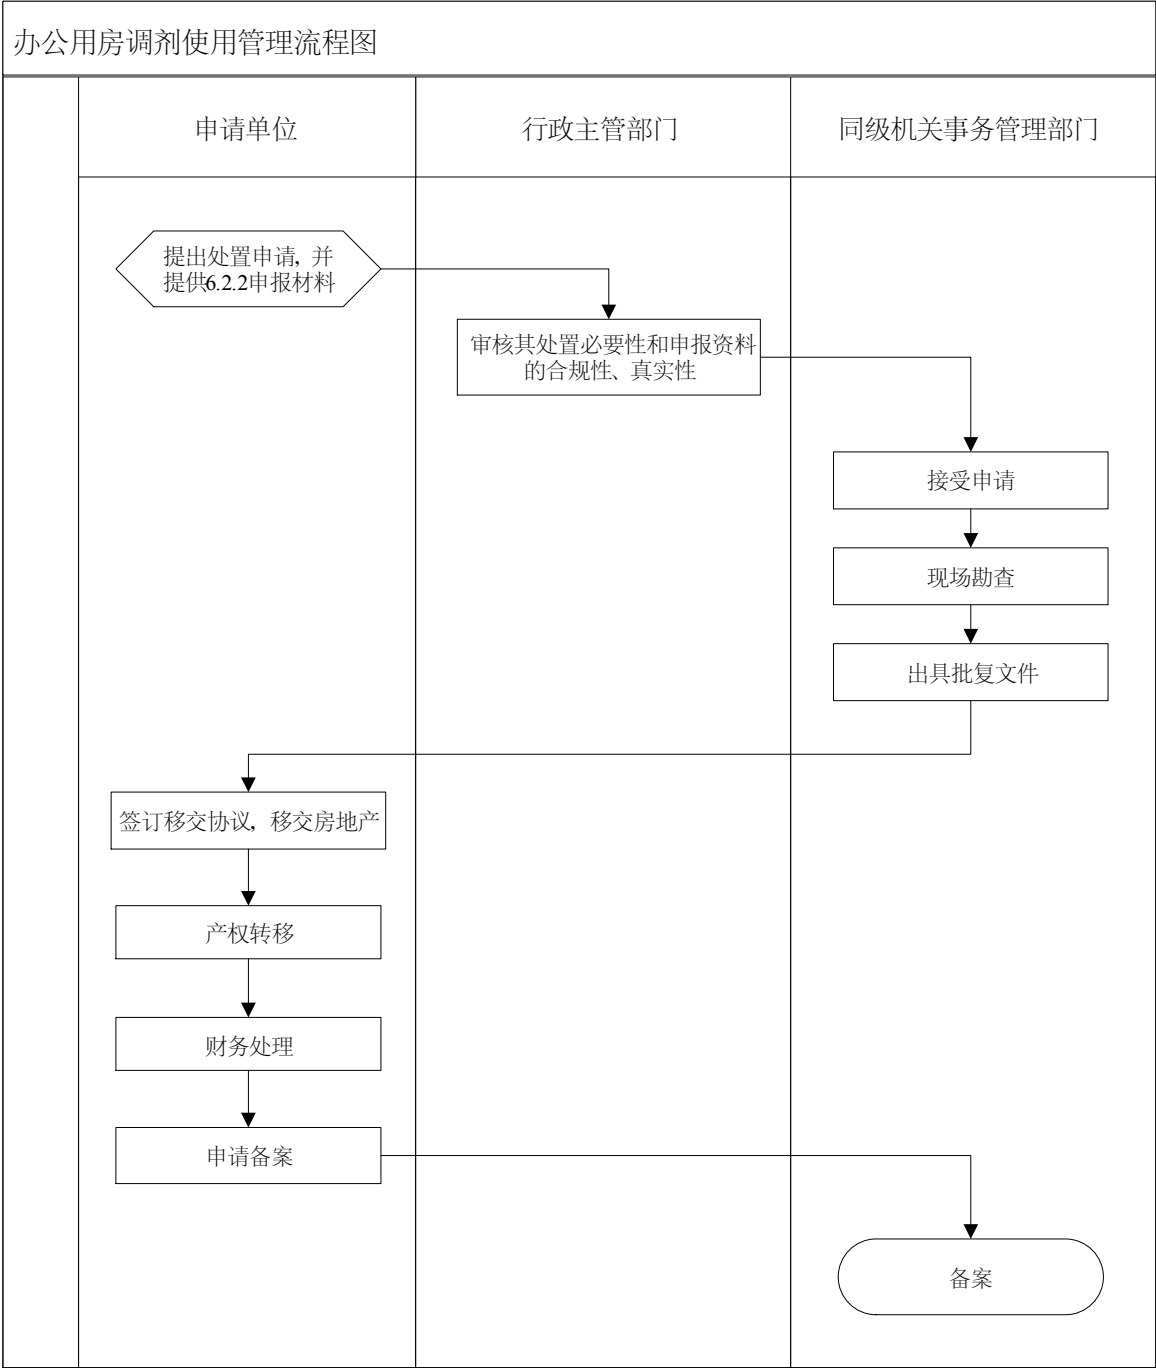 办公用房调剂使用管理流程图
申请单位
行政主管部门
同级机关事务管理部门
提出处置申请,并
提供6.2.2申报材料
审核其处置必要性和申报资料
的合规性、真实性
接受申请
现场勘查
出具批复文件
签订移交协议,移交房地产
产权转移
财务处理
申请备案
备案